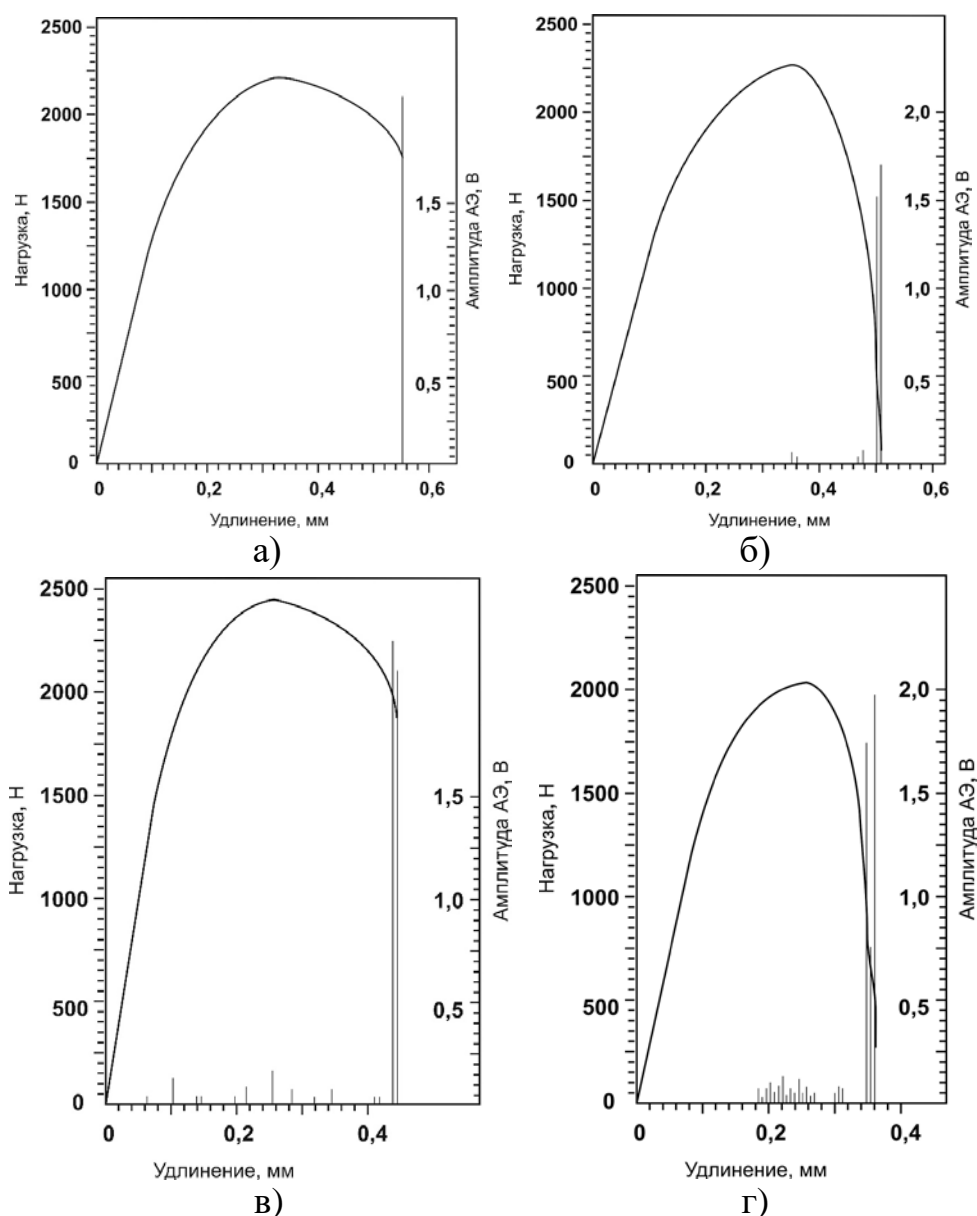 2500
2000
1500
1000
500
0
Нагрузка, Н
1,5
1,0
0,5
Амплитуда АЭ, В
0 0,2 0,4 0,6
Удлинение, мм
а)
2500
2000
1500
1000
500
0
Нагрузка, Н
2,0
1,5
1,0
0,5
Амплитуда АЭ, В
0 0,2 0,4 0,6
Удлинение, мм
б)
2500
2000
1500
1000
500
0
Нагрузка, Н
1,5
1,0
0,5
Амплитуда АЭ, В
0 0,2 0,4
Удлинение, мм
в)
2500
2000
1500
1000
500
0
Нагрузка, Н
2,0
1,5
1,0
0,5
Амплитуда АЭ, В
0 0,2 0,4
Удлинение, мм
г)